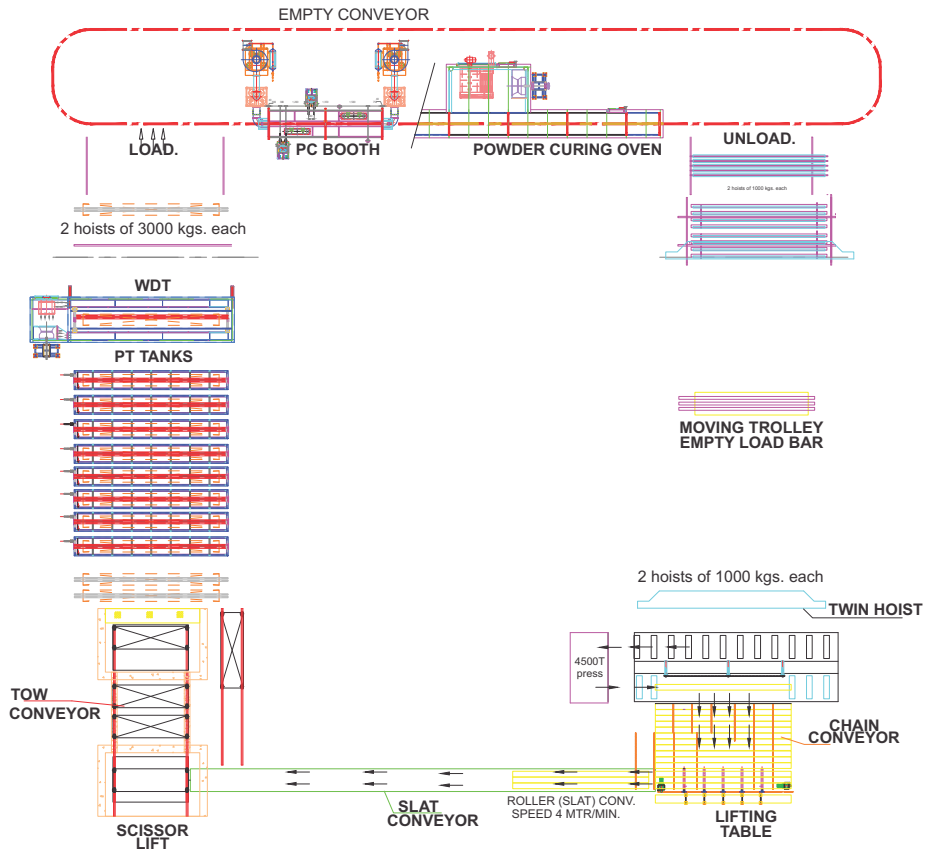 EMPTY CONVEYOR
LOAD.
PC BOOTH
POWDER CURING OVEN
UNLOAD.
2 hoists of 1000 kgs. each
2 hoists of 3000 kgs. each
WDT
PT TANKS
MOVING TROLLEY
EMPTY LOAD BAR
2 hoists of 1000 kgs. each
TWIN HOIST
4500T
press
TOW
CONVEYOR
CHAIN
CONVEYOR
ROLLER (SLAT) CONV.
SPEED 4 MTR/MIN.
SLAT
CONVEYOR
LIFTING
TABLE
SCISSOR
LIFT